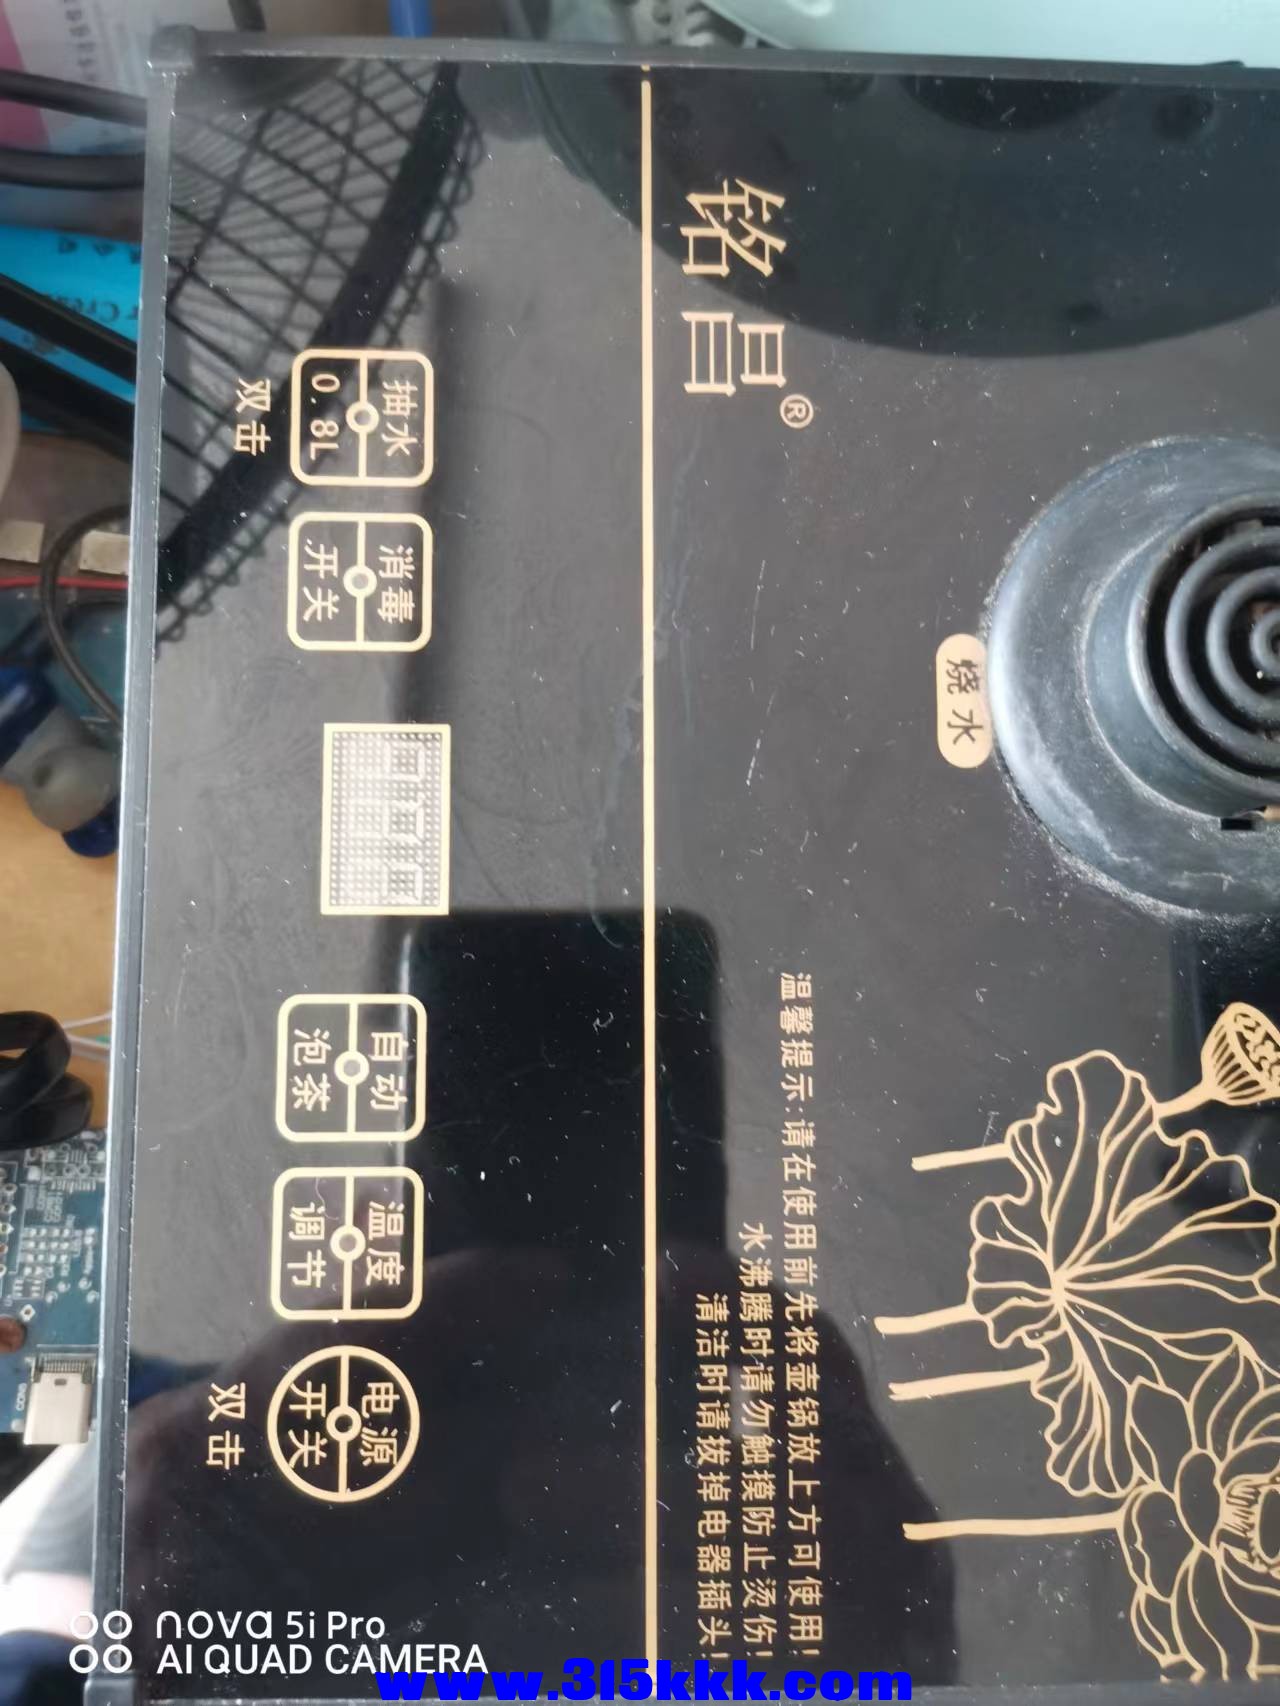 铭昌®
抽水
0.8L
双击
消毒
开关
自动
泡茶
温度
调节
电源
开关
双击
烧水
温馨提示:请在使用前先将壶锅放上方可使用!
水沸腾时请勿触摸防止烫伤!
清洁时请拔掉电器插头!
CON8
nova 5i Pro
AI QUAD CAMERA
www.315kkk.com